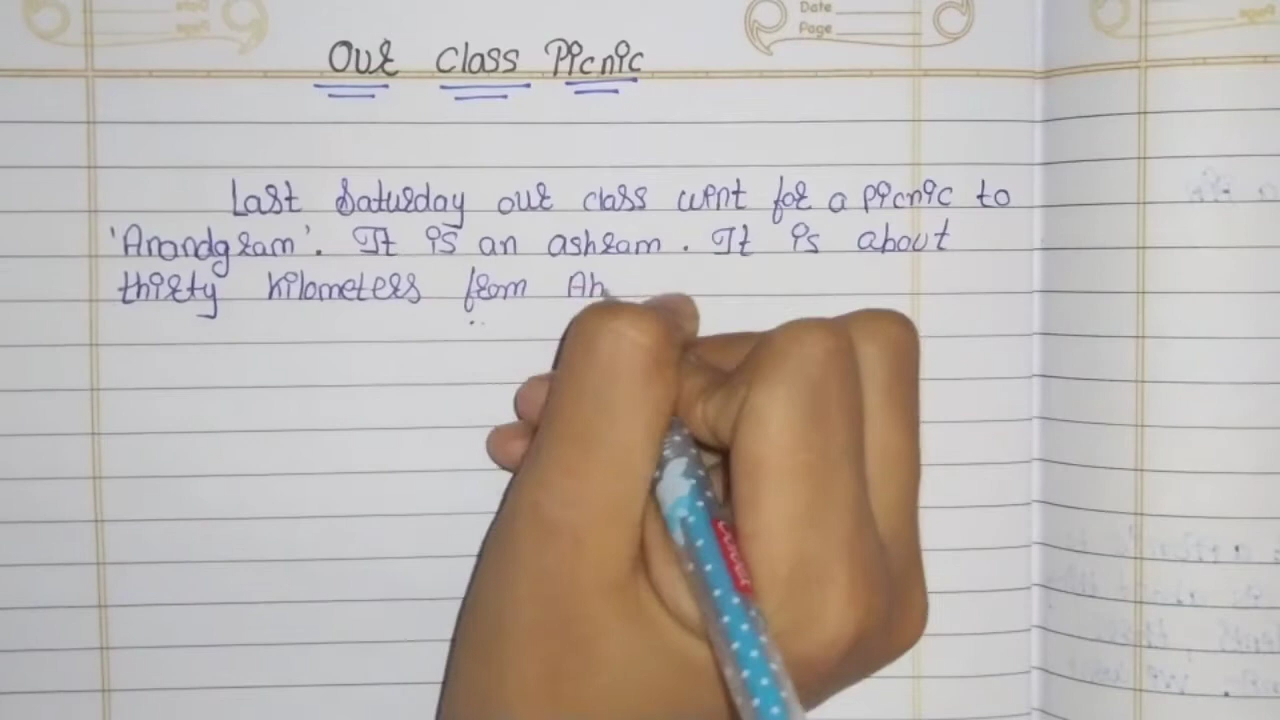 Date
Page
Our Class Picnic
Last Saturday our class went for a picnic to
'Anandgram'. It is an ashram. It is about
thirty kilometers from Ah